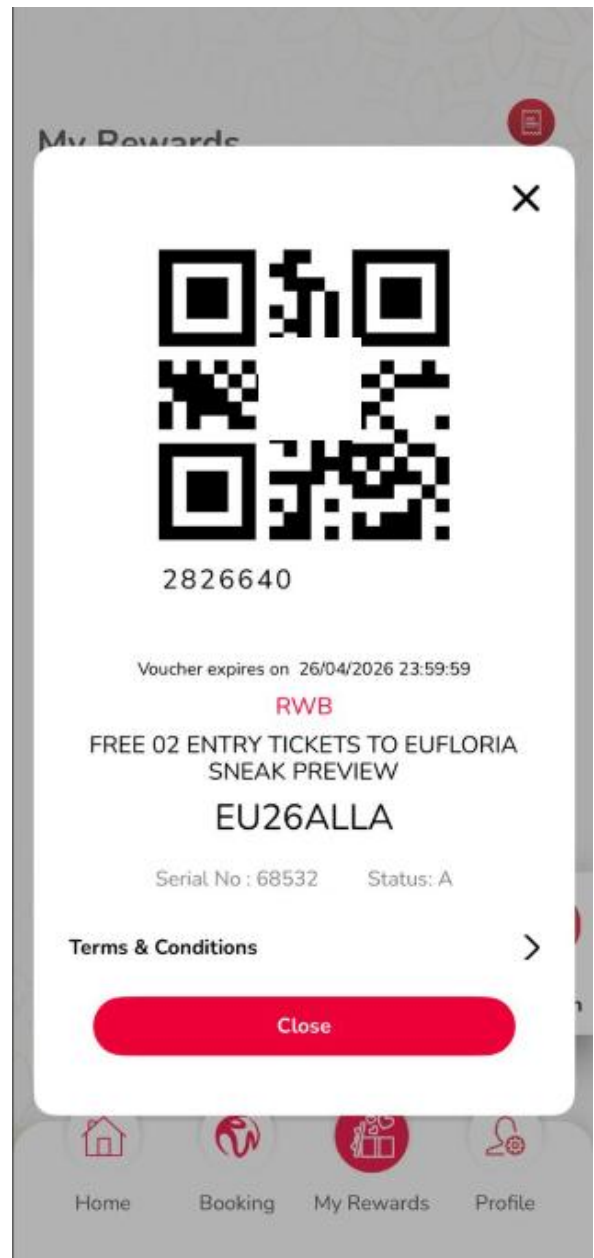 My Rewards
2826640
Voucher expires on 26/04/2026 23:59:59
RWB
FREE 02 ENTRY TICKETS TO EUFLORIA
SNEAK PREVIEW
EU26ALLA
Serial No : 68532 Status: A
Terms & Conditions
Close
Home Booking My Rewards Profile